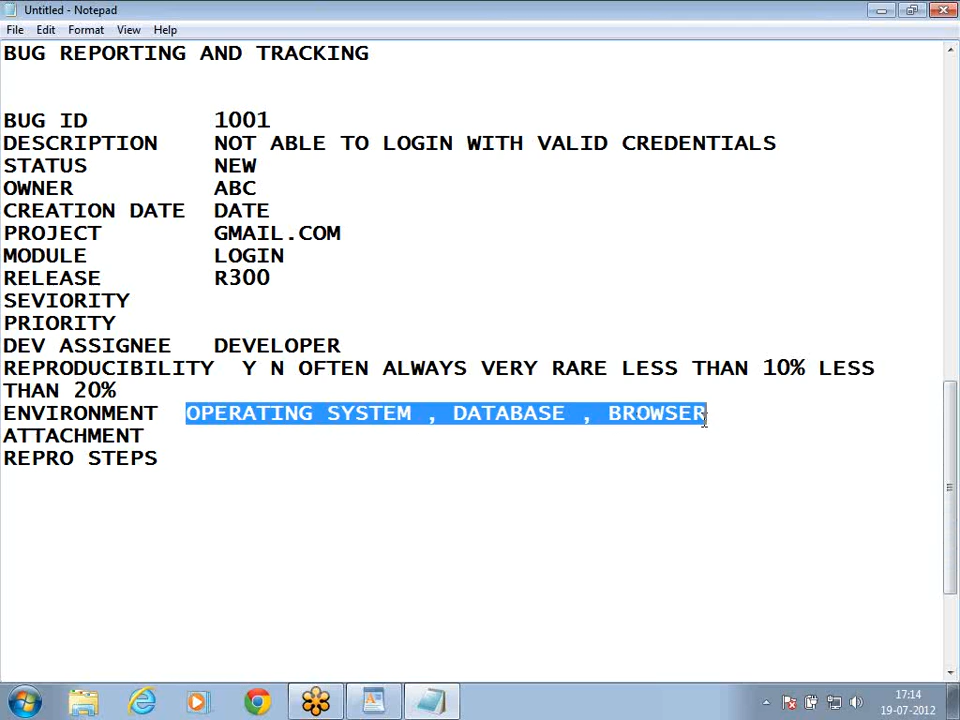 Untitled - Notepad
File Edit Format View Help
BUG REPORTING AND TRACKING
BUG ID 1001
DESCRIPTION NOT ABLE TO LOGIN WITH VALID CREDENTIALS
STATUS NEW
OWNER ABC
CREATION DATE DATE
PROJECT GMAIL.COM
MODULE LOGIN
RELEASE R300
SEVIORITY
PRIORITY
DEV ASSIGNEE DEVELOPER
REPRODUCIBILITY Y N OFTEN ALWAYS VERY RARE LESS THAN 10% LESS
THAN 20%
ENVIRONMENT OPERATING SYSTEM , DATABASE , BROWSER
ATTACHMENT
REPRO STEPS
17:14
19-07-2012